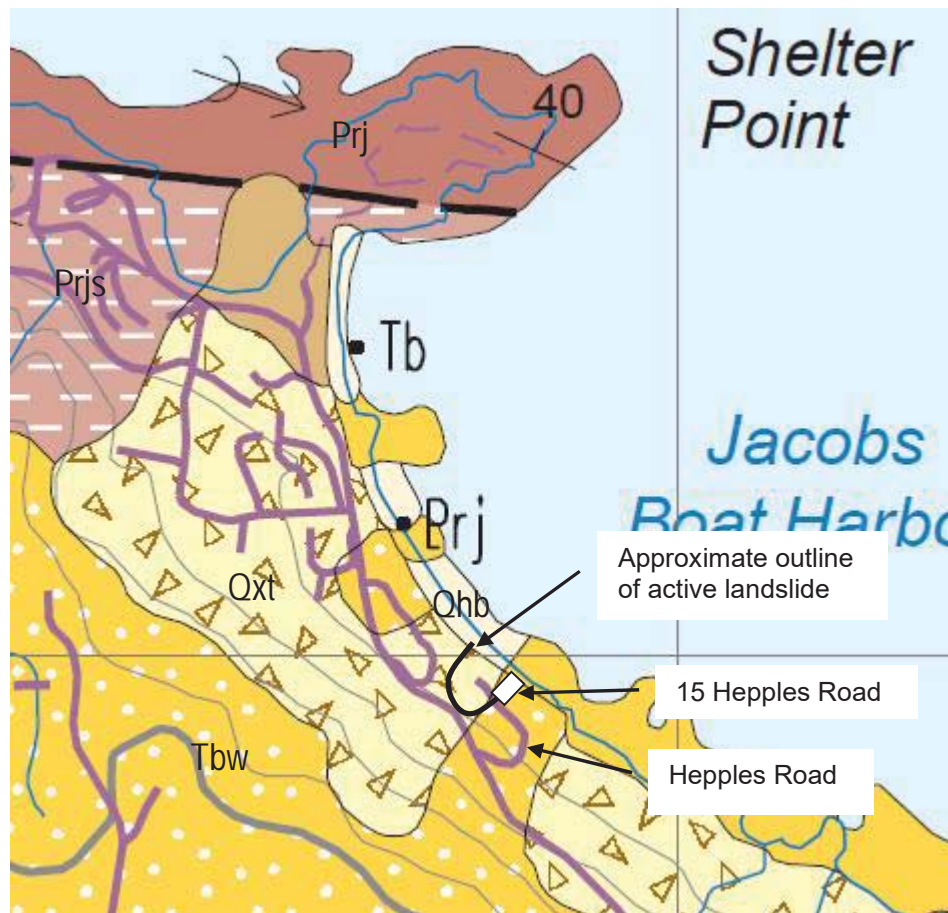 Shelter
Point
40
Prj
Prjs
Tb
Jacobs
Boat Harbo
Prj
Approximate outline
of active landslide
Qxt
Qhb
15 Hepples Road
Tbw
Hepples Road